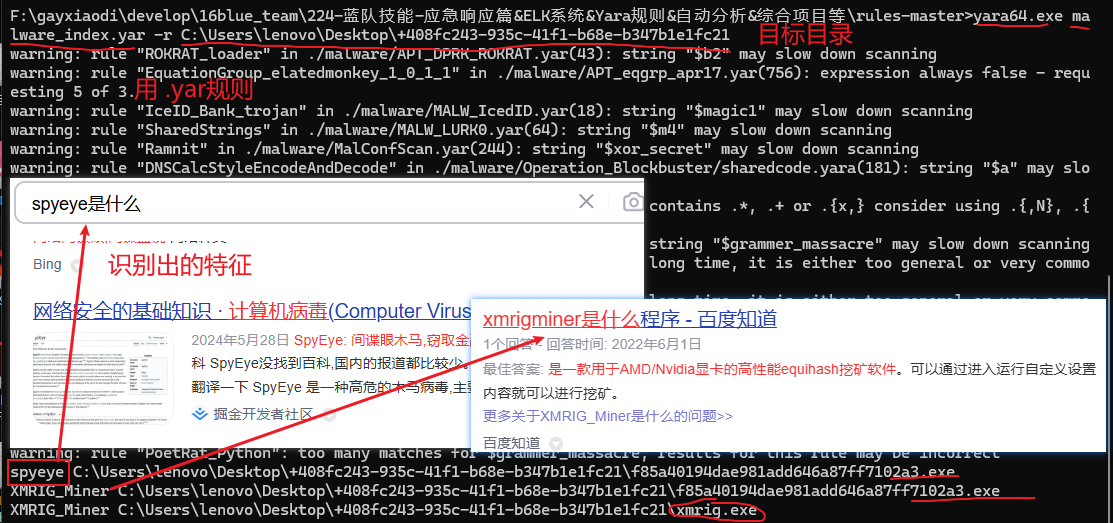 F:\gayxiaodi\develop\16blue_team\224-蓝队技能-应急响应篇&ELK系统&Yara规则&自动分析&综合项目等\rules-master>yara64.exe ma
lware_index.yar -r C:\Users\lenovo\Desktop\+408fc243-935c-41f1-b68e-b347b1e1fc21
目标目录
warning: rule "ROKRAT_loader" in ./malware/APT_DPRK_ROKRAT.yar(43): string "$b2" may slow down scanning
warning: rule "EquationGroup_elatedmonkey_1_0_1_1" in ./malware/APT_eqgrp_apr17.yar(756): expression always false - requ
esting 5 of 3.
用 .yar规则
warning: rule "IceID_Bank_trojan" in ./malware/MALW_IcedID.yar(18): string "$magic1" may slow down scanning
warning: rule "SharedStrings" in ./malware/MALW_LURK0.yar(64): string "$m4" may slow down scanning
warning: rule "Ramnit" in ./malware/MalConfScan.yar(244): string "$xor_secret" may slow down scanning
warning: rule "DNSCalcStyleEncodeAndDecode" in ./malware/Operation_Blockbuster/sharedcode.yara(181): string "$a" may slo
spyeye是什么
contains .*, .+ or .{x,} consider using .{,N}, .{
string "$grammer_massacre" may slow down scanning
long time, it is either too general or very commo
Bing
识别出的特征
网络安全的基础知识 · 计算机病毒(Computer Virus
2024年5月28日 SpyEye: 间谍眼木马,窃取金
科 SpyEye没找到百科,国内的报道都比较少。
翻译一下 SpyEye 是一种高危的木马病毒,主要
掘金开发者社区
xmrigminer是什么程序 - 百度知道
1个回答 - 回答时间: 2022年6月1日
最佳答案: 是一款用于AMD/Nvidia显卡的高性能equihash挖矿软件。可以通过进入运行自定义设置
内容就可以进行挖矿。
更多关于XMRIG_Miner是什么的问题>>
百度知道
warning: rule "PoetRat_Python": too many matches for $grammer_massacre, results for this rule may be incorrect
spyeye C:\Users\lenovo\Desktop\+408fc243-935c-41f1-b68e-b347b1e1fc21\f85a40194dae981add646a87ff7102a3.exe
XMRIG_Miner C:\Users\lenovo\Desktop\+408fc243-935c-41f1-b68e-b347b1e1fc21\f85a40194dae981add646a87ff7102a3.exe
XMRIG_Miner C:\Users\lenovo\Desktop\+408fc243-935c-41f1-b68e-b347b1e1fc21\xmrig.exe